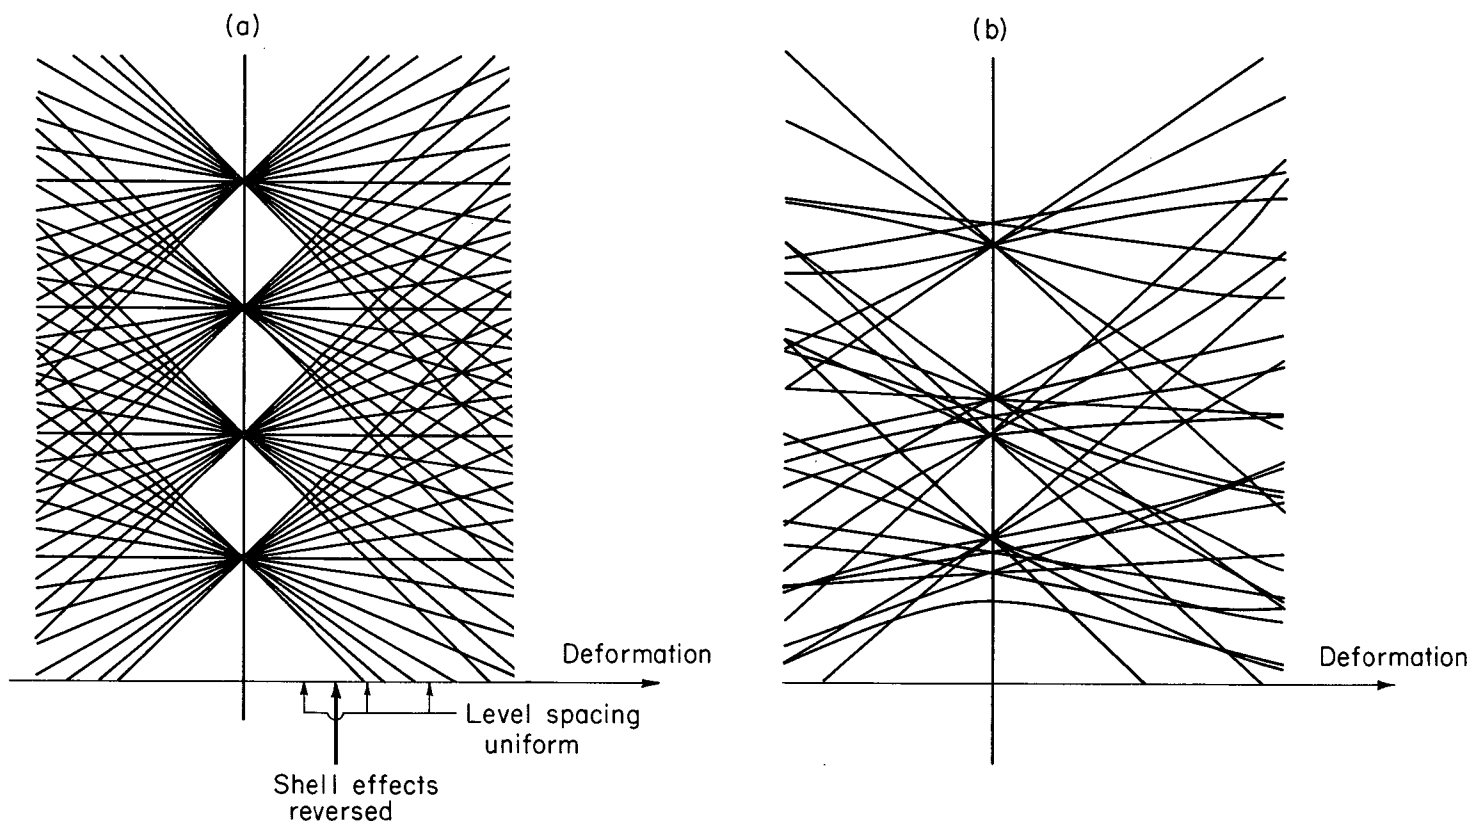 (a)
(b)
Deformation
Deformation
Level spacing
uniform
Shell effects
reversed